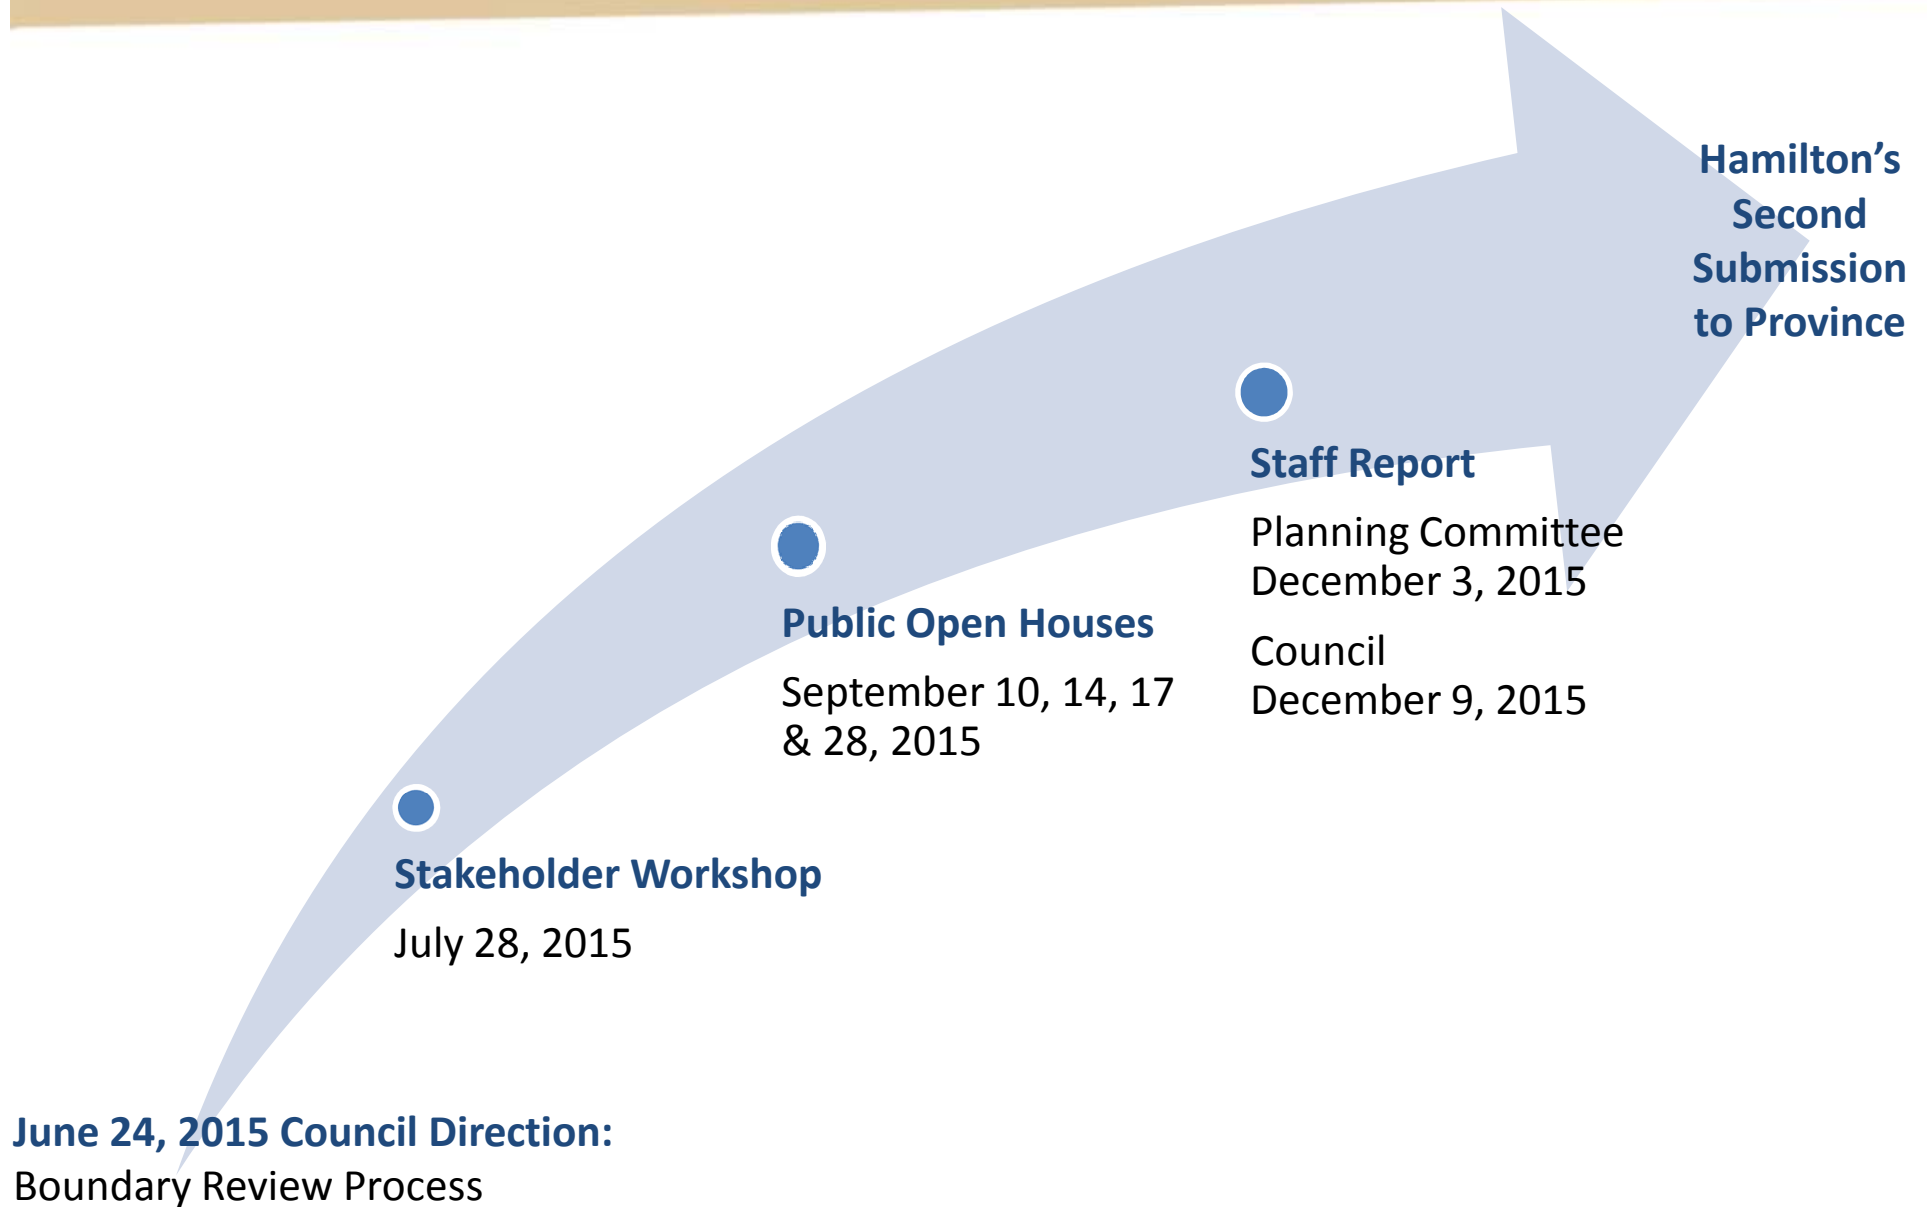 Hamilton’s
Second
Submission
to Province
Staff Report
Planning Committee
December 3, 2015
Council
December 9, 2015
Public Open Houses
September 10, 14, 17
& 28, 2015
Stakeholder Workshop
July 28, 2015
June 24, 2015 Council Direction:
Boundary Review Process